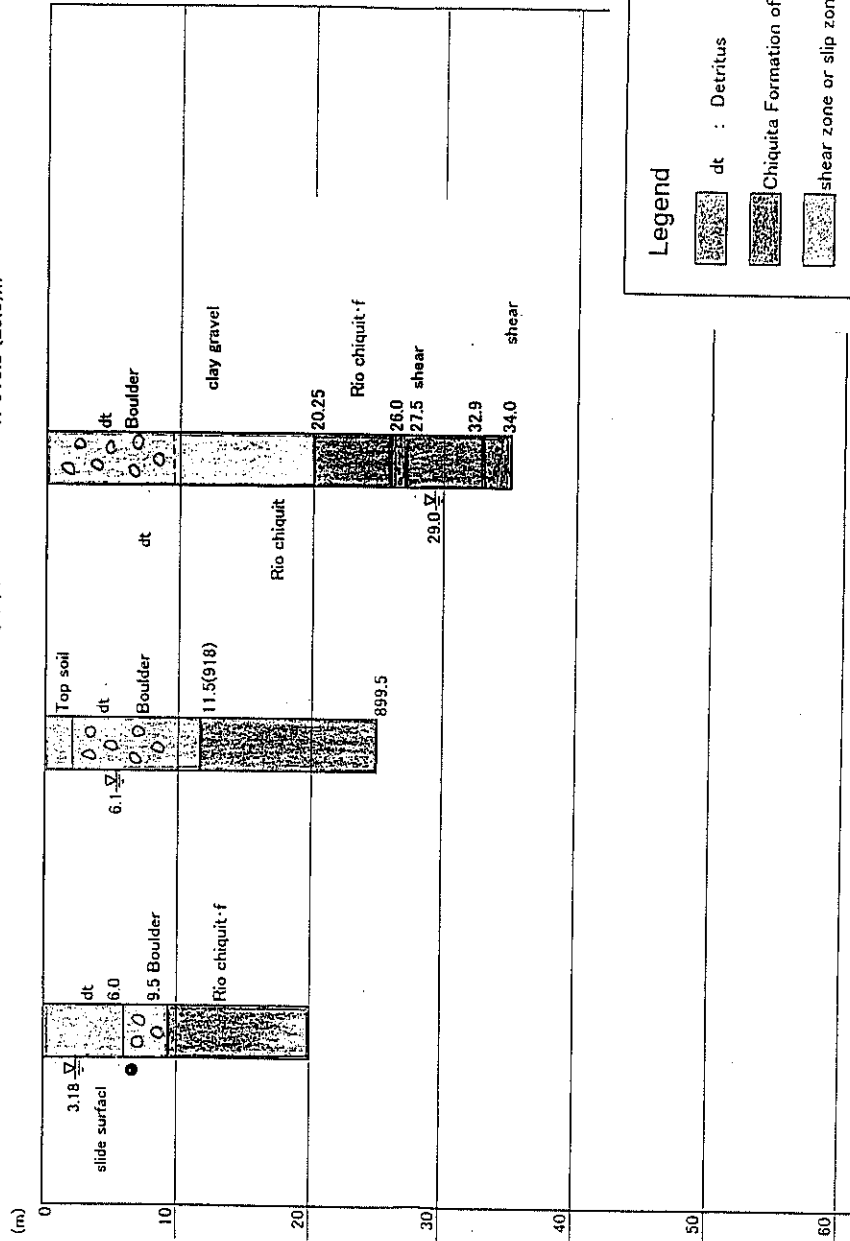 (m)
0
10
20
30
40
50
60
3.18
slide surfacl
dt
6.0
9.5 Boulder
Rio chiquit·f
6.1
Top soil
dt
Boulder
11.5(918)
899.5
dt
Rio chiquit
29.0
dt
Boulder
clay gravel
20.25
Rio chiquit·f
26.0
27.5 shear
32.9
34.0
shear
Legend
dt : Detritus
Chiquita Formation of
shear zone or slip zon